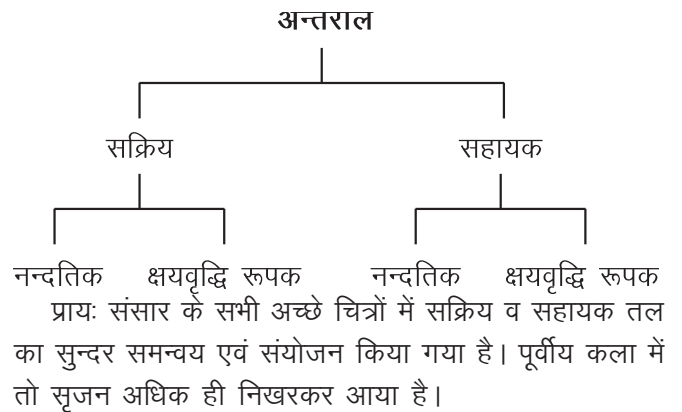 अन्तराल
सक्रिय सहायक
नन्दतिक क्षयवृद्धि रूपक नन्दतिक क्षयवृद्धि रूपक
प्रायः संसार के सभी अच्छे चित्रों में सक्रिय व सहायक तल
का सुन्दर समन्वय एवं संयोजन किया गया है। पूर्वीय कला में
तो सृजन अधिक ही निखरकर आया है।